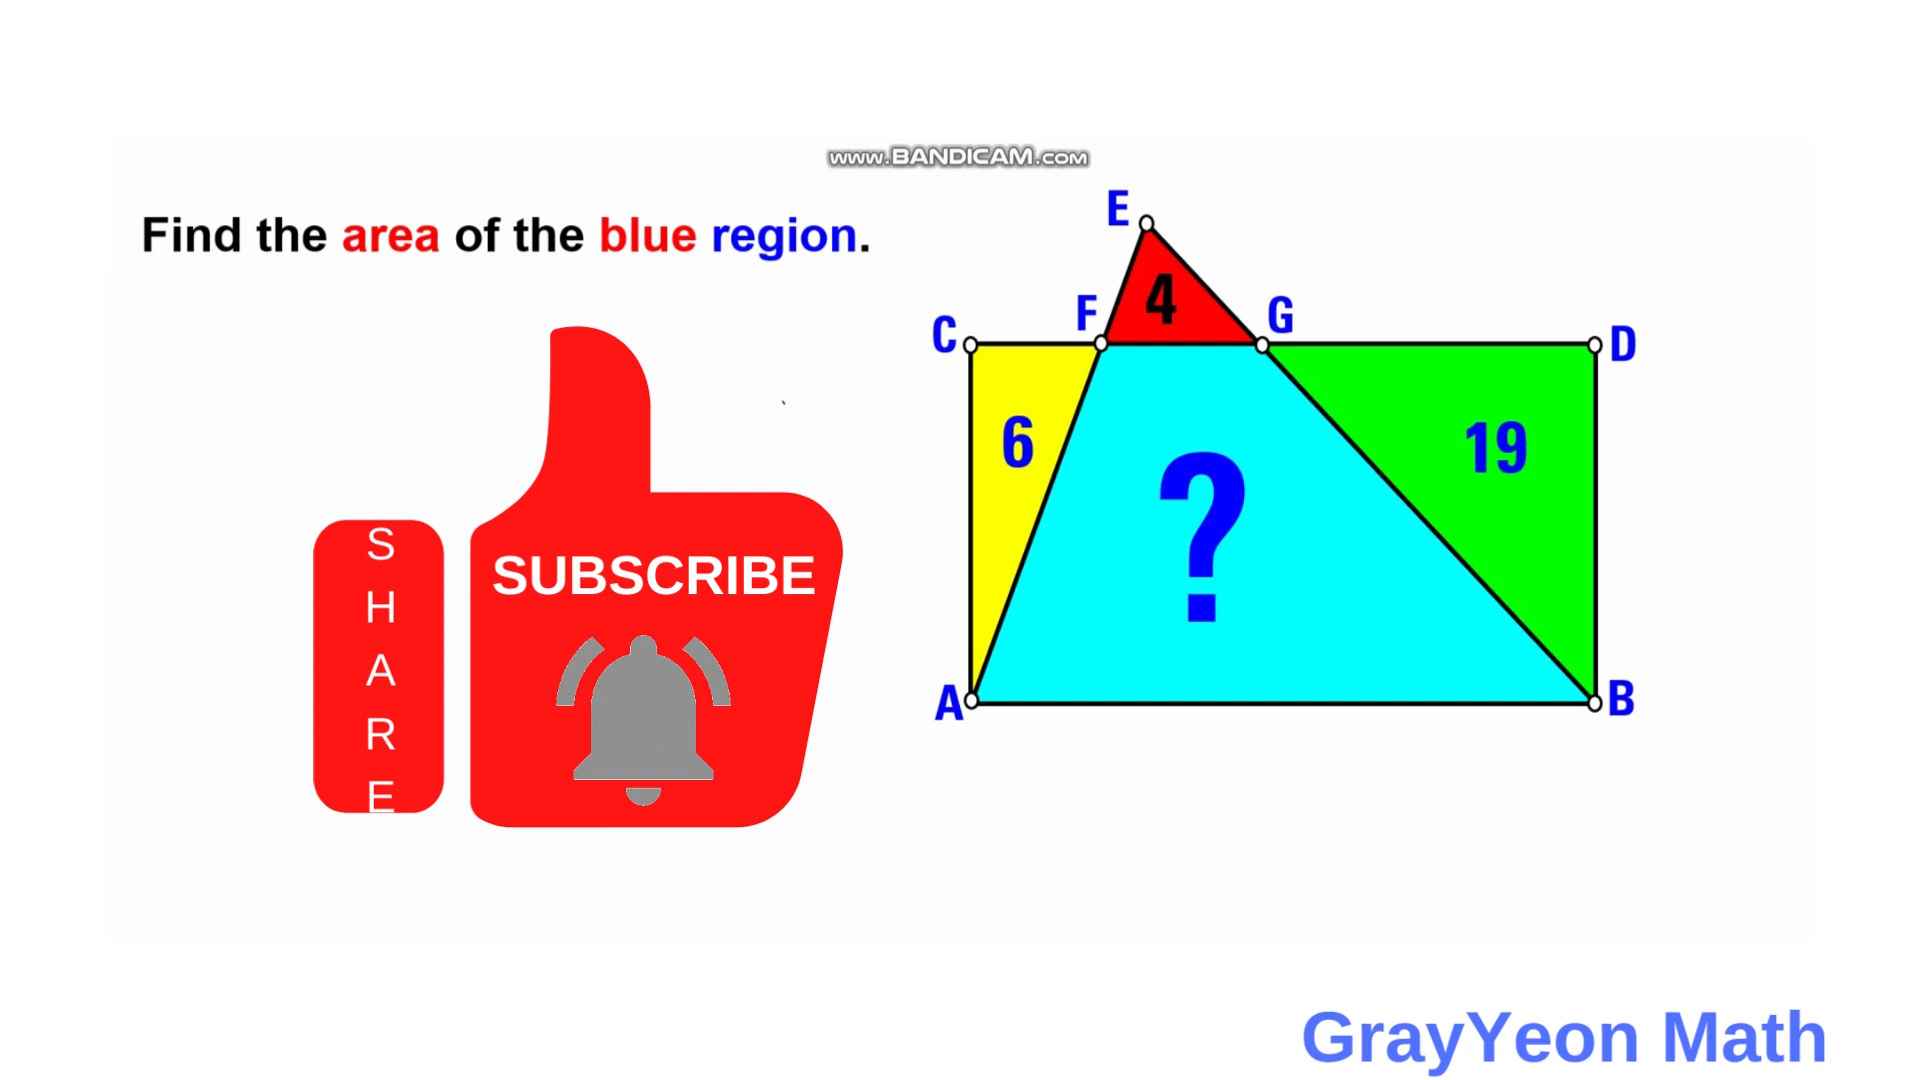 www.BANDICAM.com
Find the area of the blue region.
E
4
F
G
C
D
6
19
?
S
H
A
R
E
SUBSCRIBE
A
B
GrayYeon Math